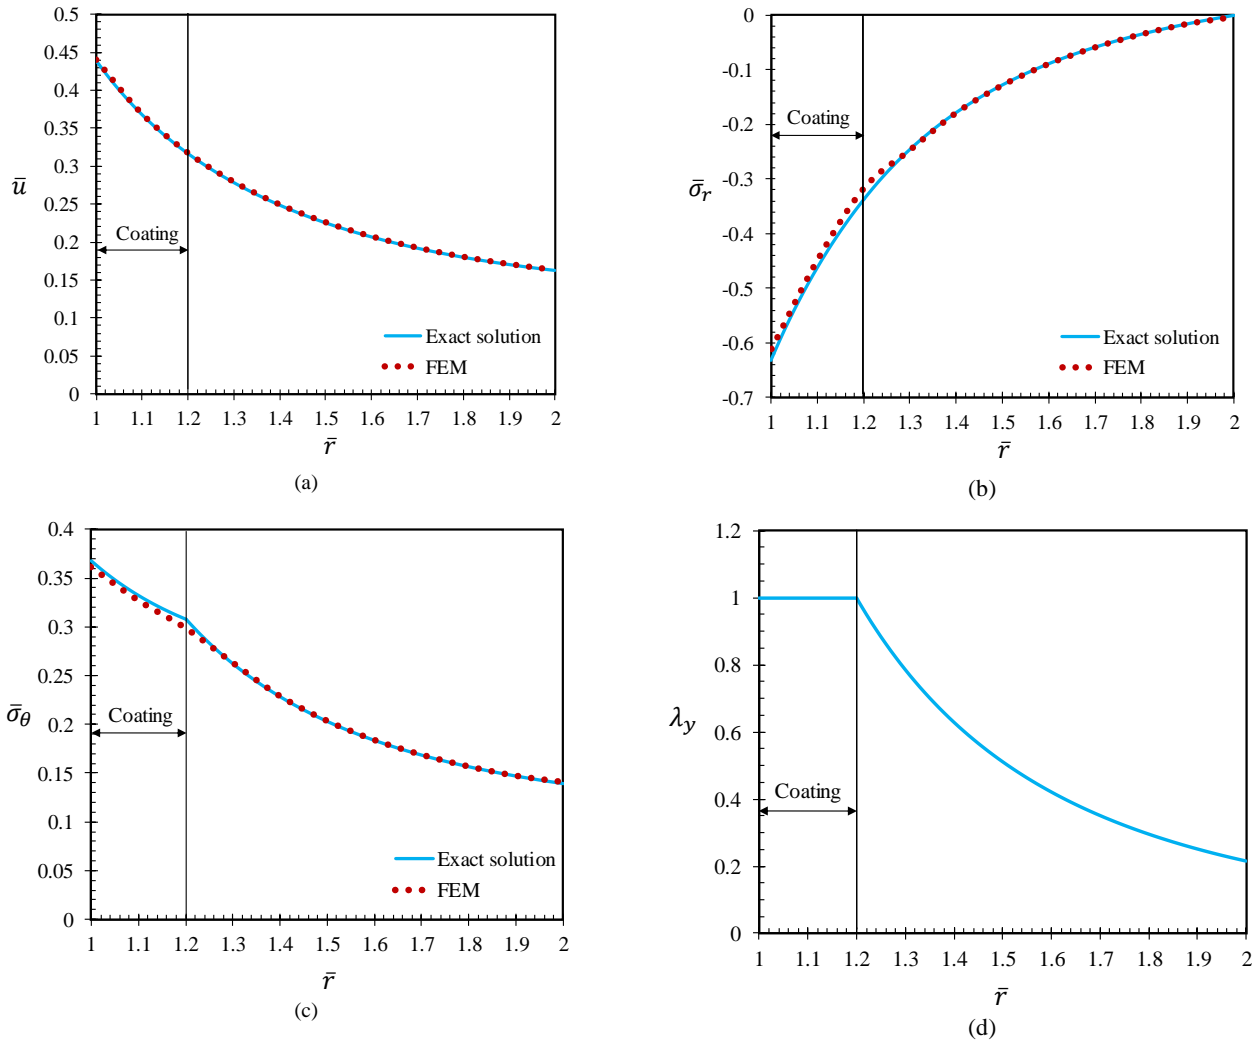 0.5
0.45
0.4
0.35
0.3
0.25
0.2
0.15
0.1
0.05
0
ū
Coating
Exact solution
FEM
1 1.1 1.2 1.3 1.4 1.5 1.6 1.7 1.8 1.9 2
r̄
(a)
0
-0.1
-0.2
-0.3
-0.4
-0.5
-0.6
-0.7
σ̄r
Coating
Exact solution
FEM
1 1.1 1.2 1.3 1.4 1.5 1.6 1.7 1.8 1.9 2
r̄
(b)
0.4
0.35
0.3
0.25
0.2
0.15
0.1
0.05
0
σ̄θ
Coating
Exact solution
FEM
1 1.1 1.2 1.3 1.4 1.5 1.6 1.7 1.8 1.9 2
r̄
(c)
1.2
1
0.8
0.6
0.4
0.2
0
λy
Coating
1 1.1 1.2 1.3 1.4 1.5 1.6 1.7 1.8 1.9 2
r̄
(d)